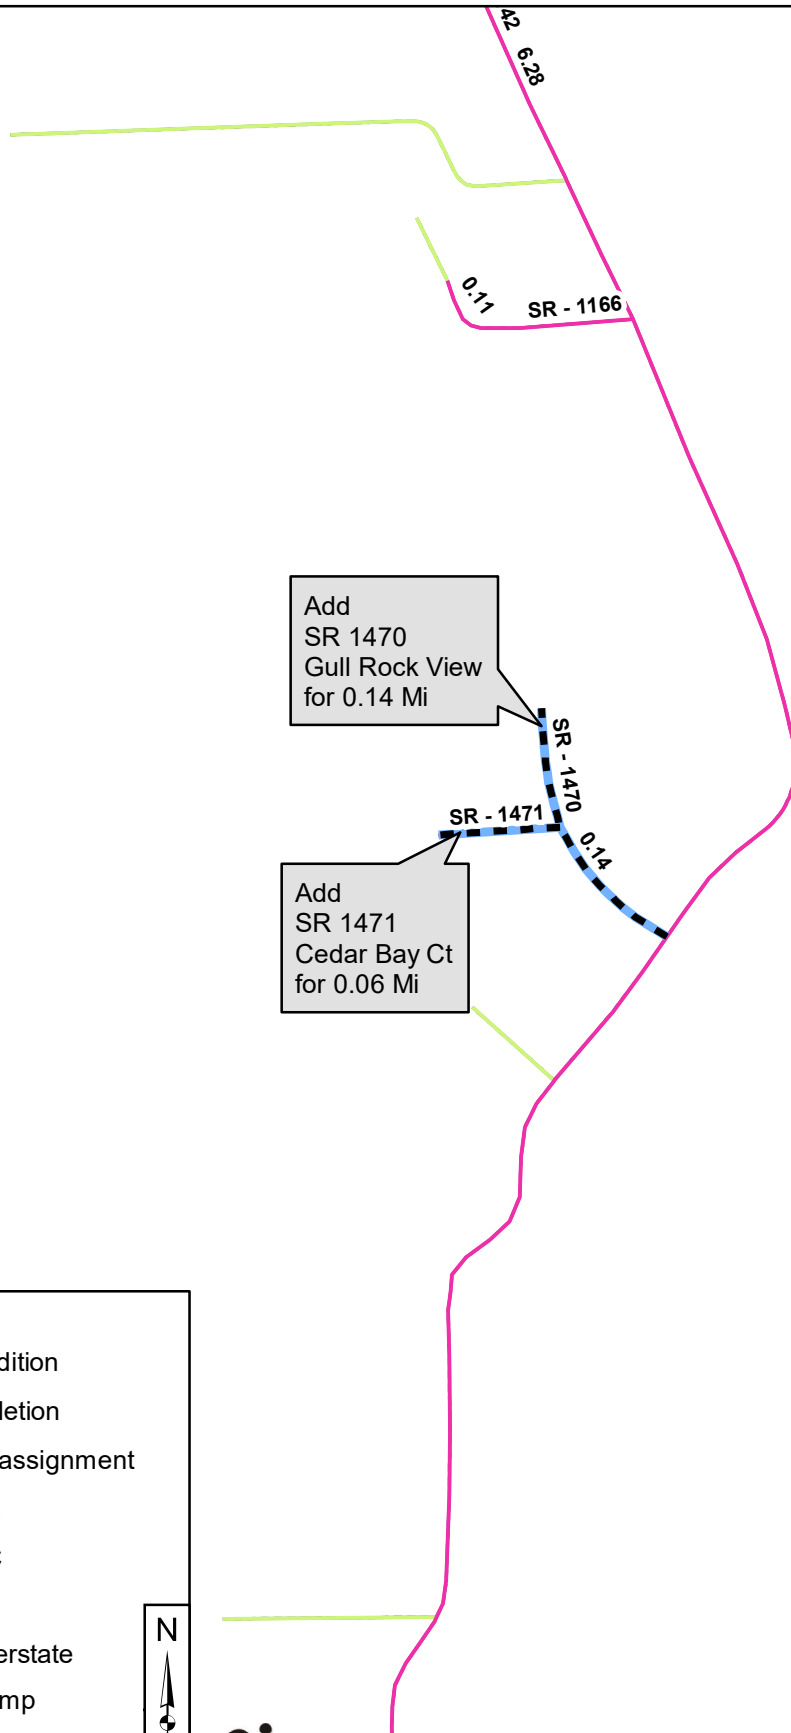 42 6.28
0.11
SR - 1166
Add
SR 1470
Gull Rock View
for 0.14 Mi
SR - 1470
SR - 1471
0.14
Add
SR 1471
Cedar Bay Ct
for 0.06 Mi
dition
letion
assignment
erstate
mp
N